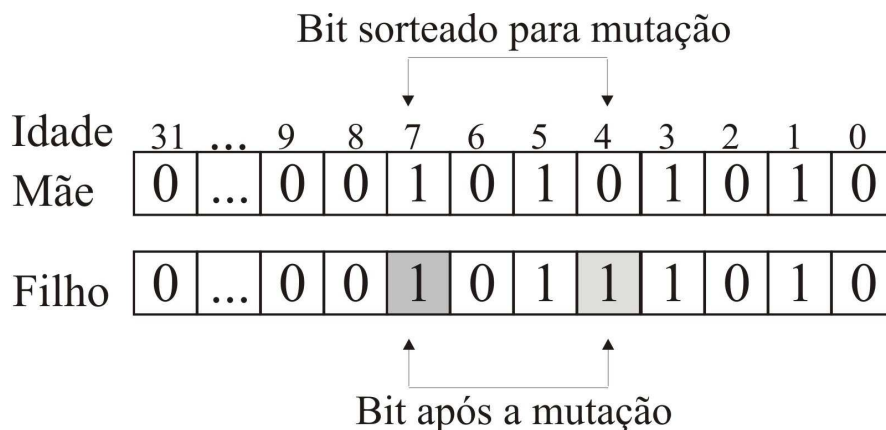 Bit sorteado para mutação
Idade 31 ... 9 8 7 6 5 4 3 2 1 0
Mãe 0 ... 0 0 1 0 1 0 1 0 1 0
Filho 0 ... 0 0 1 0 1 1 1 0 1 0
Bit após a mutação